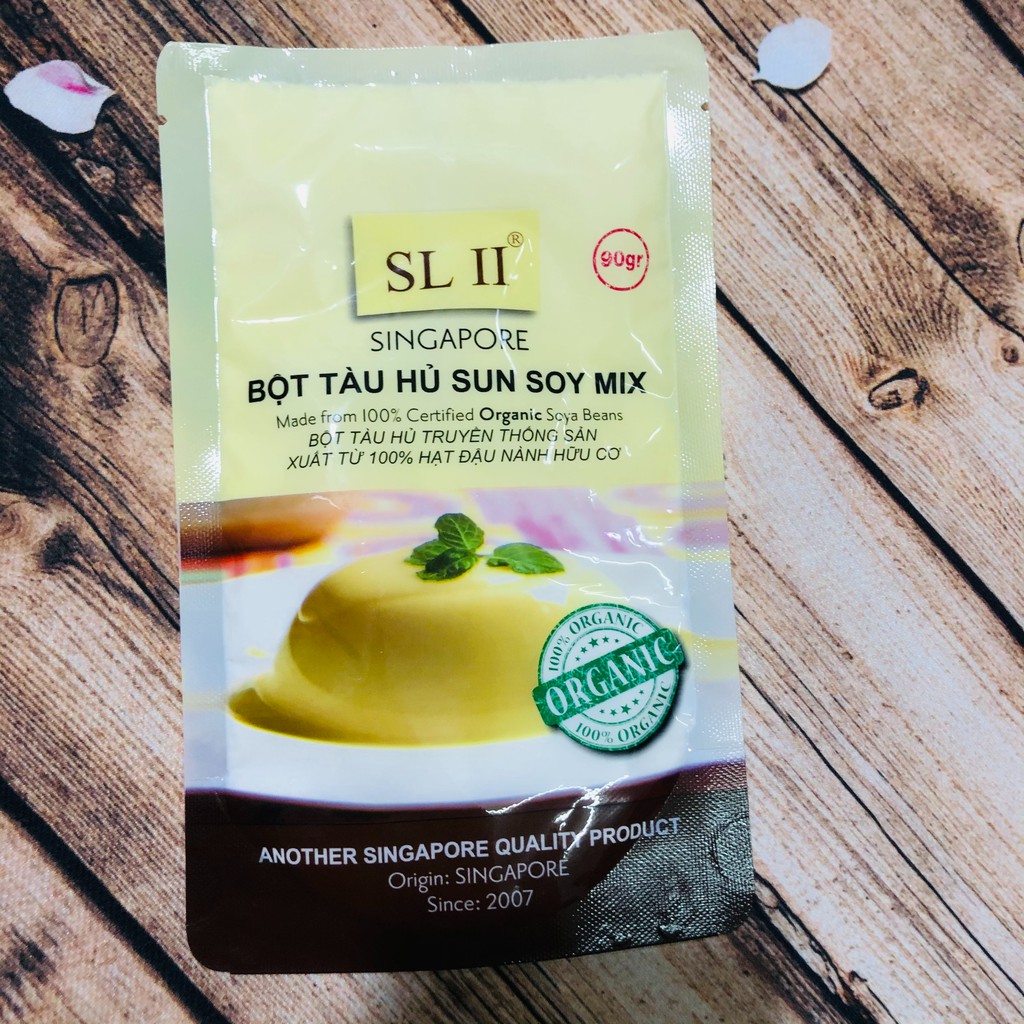 SL II®
90gr
SINGAPORE
BỘT TÀU HỦ SUN SOY MIX
Made from 100% Certified Organic Soya Beans
BỘT TÀU HỦ TRUYỀN THỐNG SẢN
XUẤT TỪ 100% HẠT ĐẬU NÀNH HỮU CƠ
100% ORGANIC
ORGANIC
100% ORGANIC
ANOTHER SINGAPORE QUALITY PRODUCT
Origin: SINGAPORE
Since: 2007